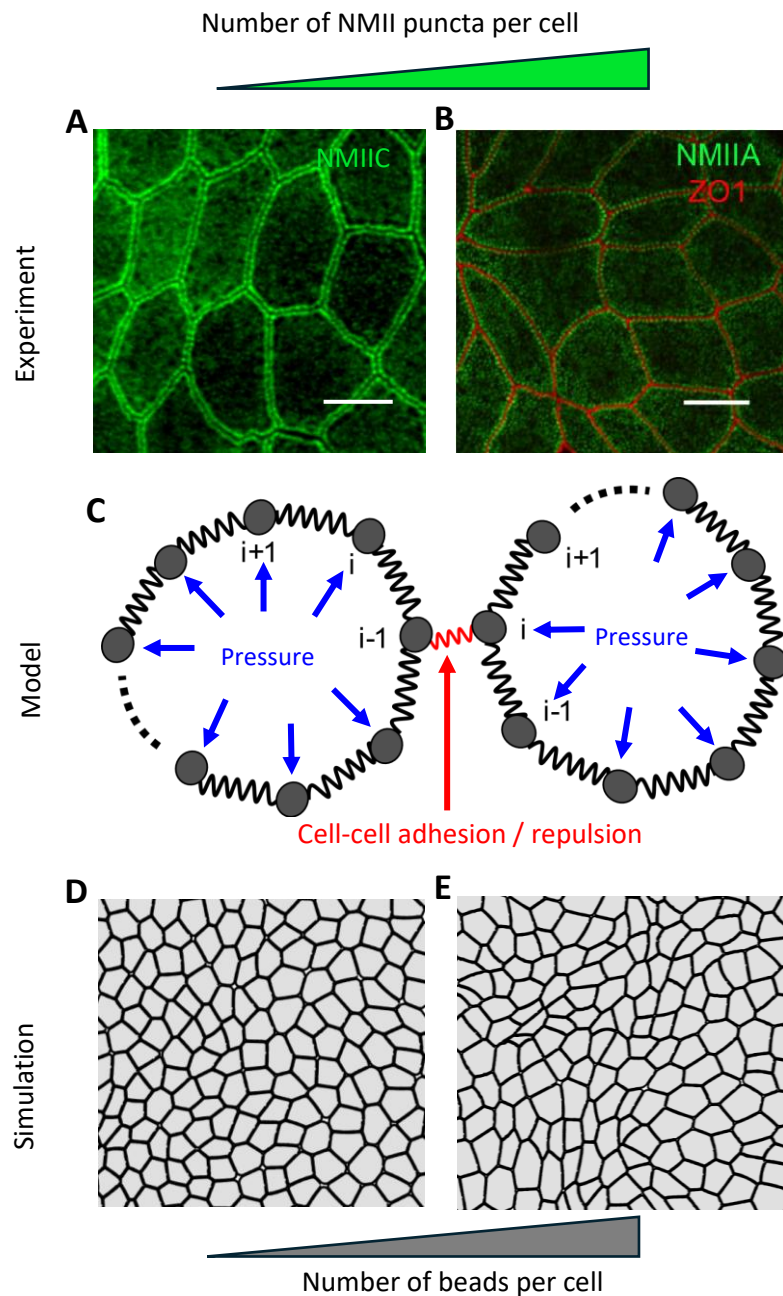 Number of NMII puncta per cell
A
B
NMIIC
NMIIA
ZO1
Experiment
C
i+1
i
i-1
Pressure
i+1
i
i-1
Pressure
Cell-cell adhesion / repulsion
Model
D
E
Simulation
Number of beads per cell